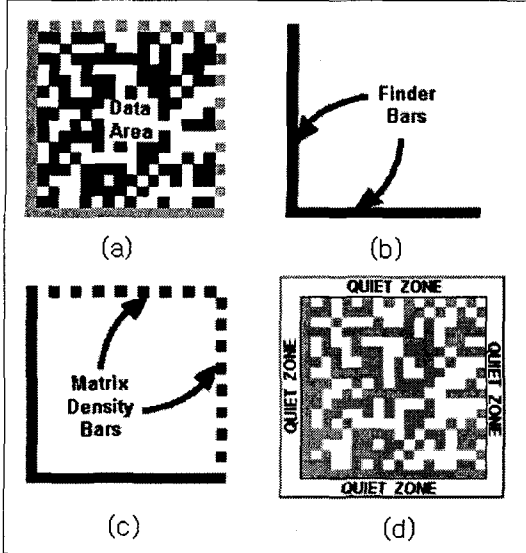 Data
Area
Finder
Bars
(a)
(b)
Matrix
Density
Bars
QUIET ZONE
QUIET ZONE
QUIET ZONE
QUIET ZONE
(c)
(d)